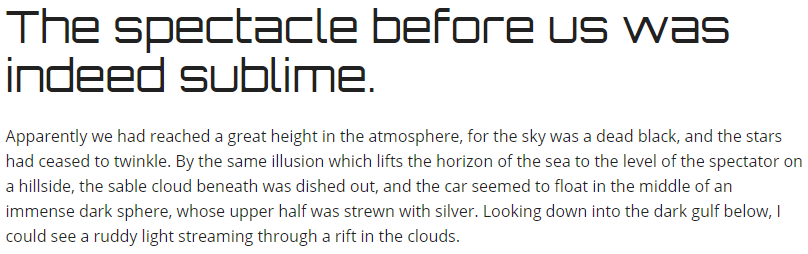 The spectacle before us was
indeed sublime.
Apparently we had reached a great height in the atmosphere, for the sky was a dead black, and the stars
had ceased to twinkle. By the same illusion which lifts the horizon of the sea to the level of the spectator on
a hillside, the sable cloud beneath was dished out, and the car seemed to float in the middle of an
immense dark sphere, whose upper half was strewn with silver. Looking down into the dark gulf below, I
could see a ruddy light streaming through a rift in the clouds.